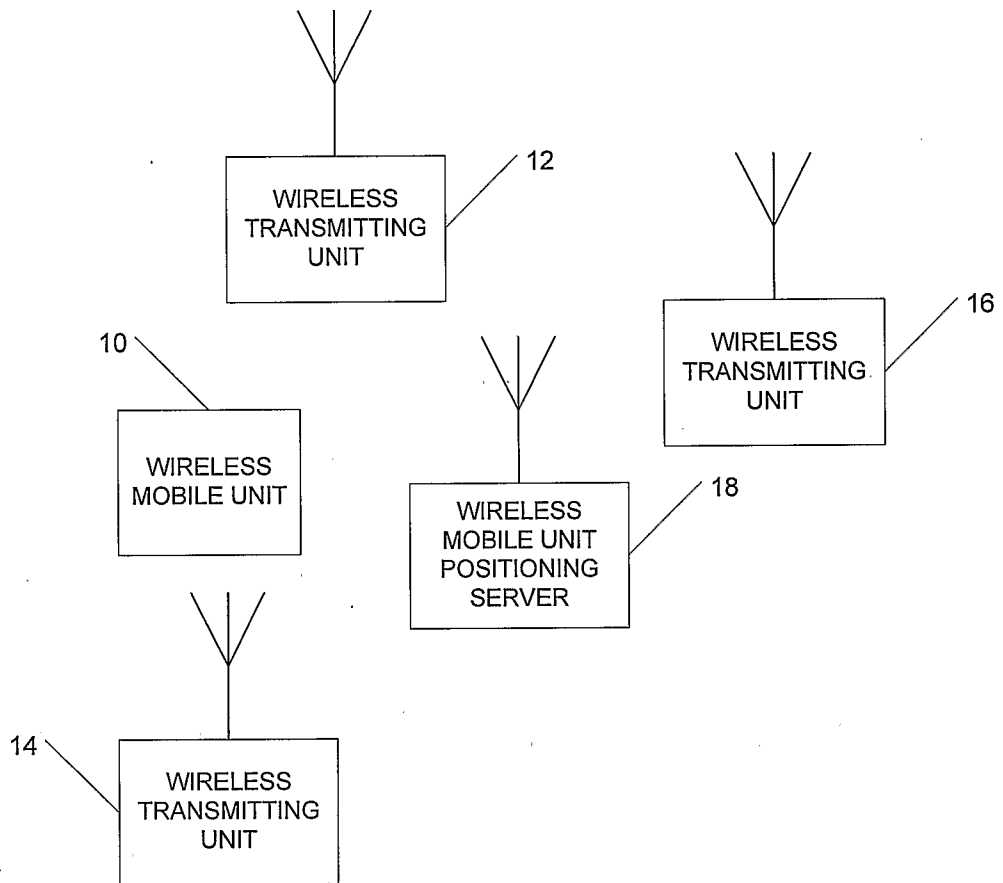 WIRELESS
TRANSMITTING
UNIT
12
WIRELESS
TRANSMITTING
UNIT
16
10
WIRELESS
MOBILE UNIT
WIRELESS
MOBILE UNIT
POSITIONING
SERVER
18
14
WIRELESS
TRANSMITTING
UNIT